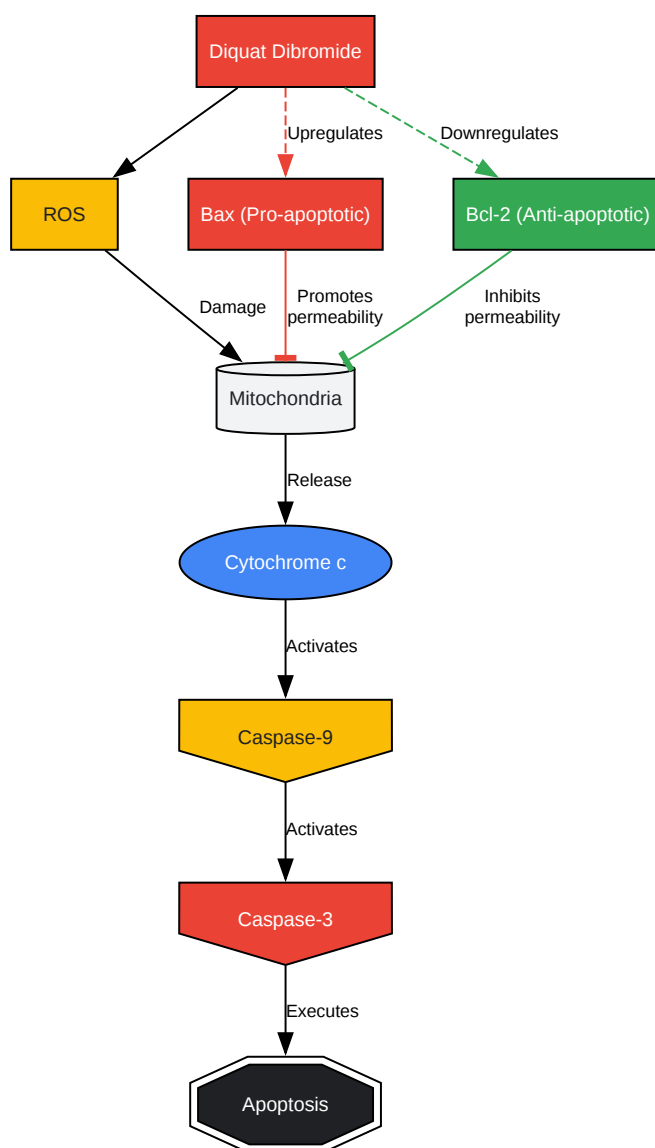 Diquat Dibromide
Upregulates
Downregulates
ROS
Bax (Pro-apoptotic)
Bcl-2 (Anti-apoptotic)
Damage
Promotes
permeability
Inhibits
permeability
Mitochondria
Release
Cytochrome c
Activates
Caspase-9
Activates
Caspase-3
Executes
Apoptosis